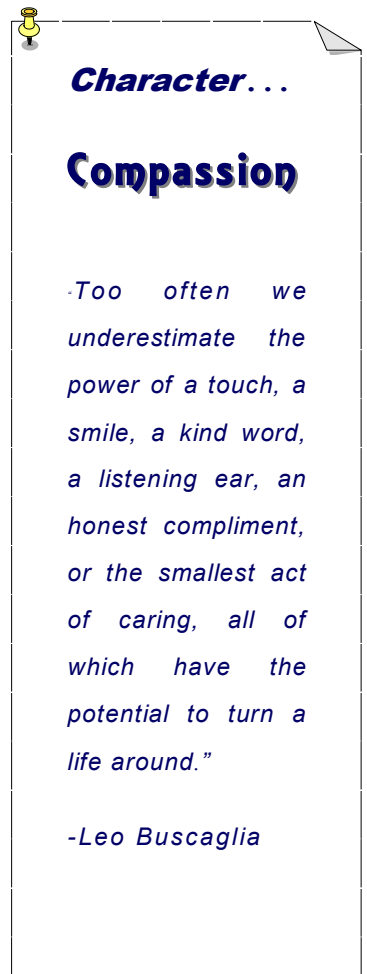 Character...
Compassion
“Too often we
underestimate the
power of a touch, a
smile, a kind word,
a listening ear, an
honest compliment,
or the smallest act
of caring, all of
which have the
potential to turn a
life around.”
-Leo Buscaglia